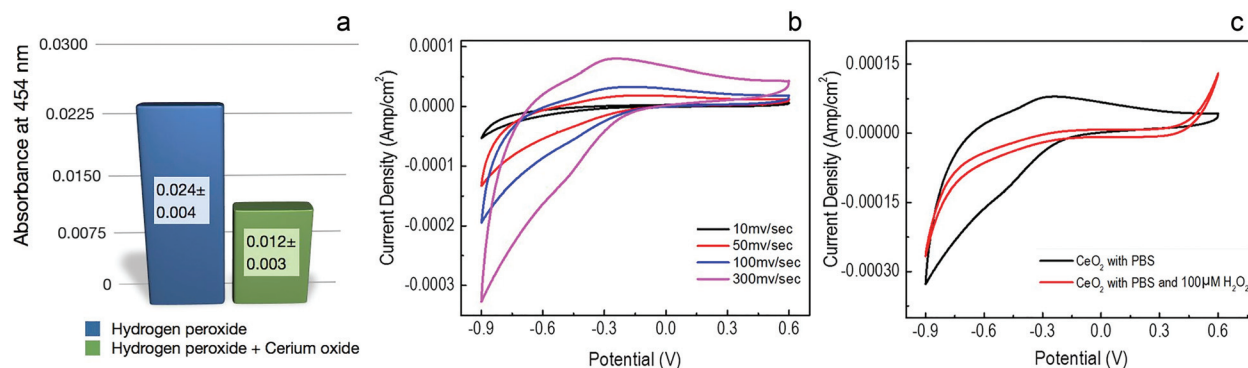 a
Absorbance at 454 nm
0.0300
0.0225
0.0150
0.0075
0
0.024±
0.004
0.012±
0.003
Hydrogen peroxide
Hydrogen peroxide + Cerium oxide
b
Current Density (Amp/cm²)
0.0001
0.0000
-0.0001
-0.0002
-0.0003
10mv/sec
50mv/sec
100mv/sec
300mv/sec
-0.9 -0.6 -0.3 0.0 0.3 0.6
Potential (V)
c
Current Density (Amp/cm²)
0.00015
0.00000
-0.00015
-0.00030
CeO₂ with PBS
CeO₂ with PBS and 100µM H₂O₂
-0.9 -0.6 -0.3 0.0 0.3 0.6
Potential (V)